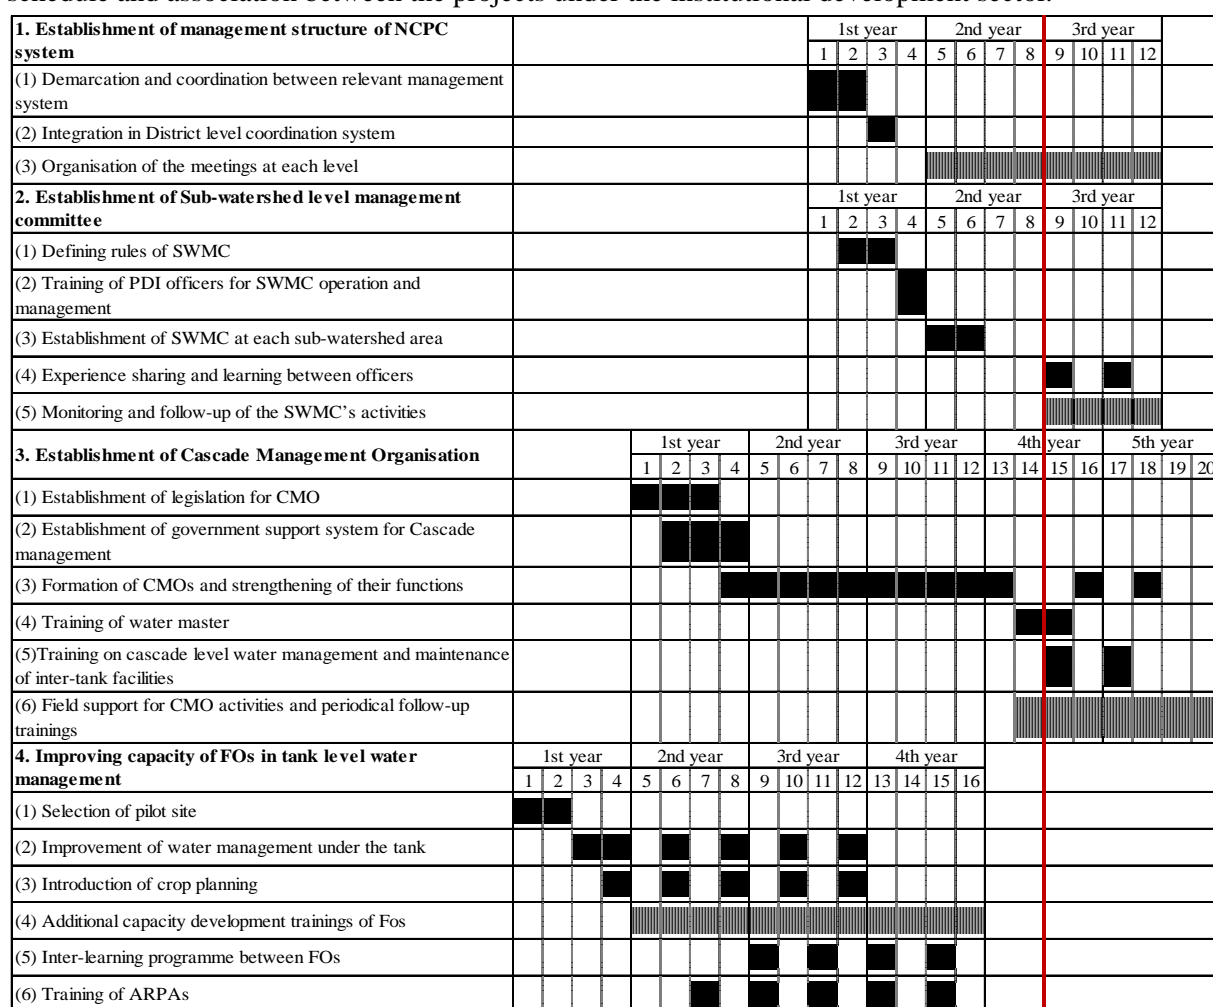 schedule and association between the projects under the institutional development sector.
1. Establishment of management structure of NCPC
system
1st year 2nd year 3rd year
1 2 3 4 5 6 7 8 9 10 11 12
(1) Demarcation and coordination between relevant management
system
(2) Integration in District level coordination system
(3) Organisation of the meetings at each level
2. Establishment of Sub-watershed level management
committee
1st year 2nd year 3rd year
1 2 3 4 5 6 7 8 9 10 11 12
(1) Defining rules of SWMC
(2) Training of PDI officers for SWMC operation and
management
(3) Establishment of SWMC at each sub-watershed area
(4) Experience sharing and learning between officers
(5) Monitoring and follow-up of the SWMC's activities
3. Establishment of Cascade Management Organisation
1st year 2nd year 3rd year 4th year 5th year
1 2 3 4 5 6 7 8 9 10 11 12 13 14 15 16 17 18 19 20
(1) Establishment of legislation for CMO
(2) Establishment of government support system for Cascade
management
(3) Formation of CMOs and strengthening of their functions
(4) Training of water master
(5)Training on cascade level water management and maintenance
of inter-tank facilities
(6) Field support for CMO activities and periodical follow-up
trainings
4. Improving capacity of FOs in tank level water
management
1st year 2nd year 3rd year 4th year
1 2 3 4 5 6 7 8 9 10 11 12 13 14 15 16
(1) Selection of pilot site
(2) Improvement of water management under the tank
(3) Introduction of crop planning
(4) Additional capacity development trainings of Fos
(5) Inter-learning programme between FOs
(6) Training of ARPAs